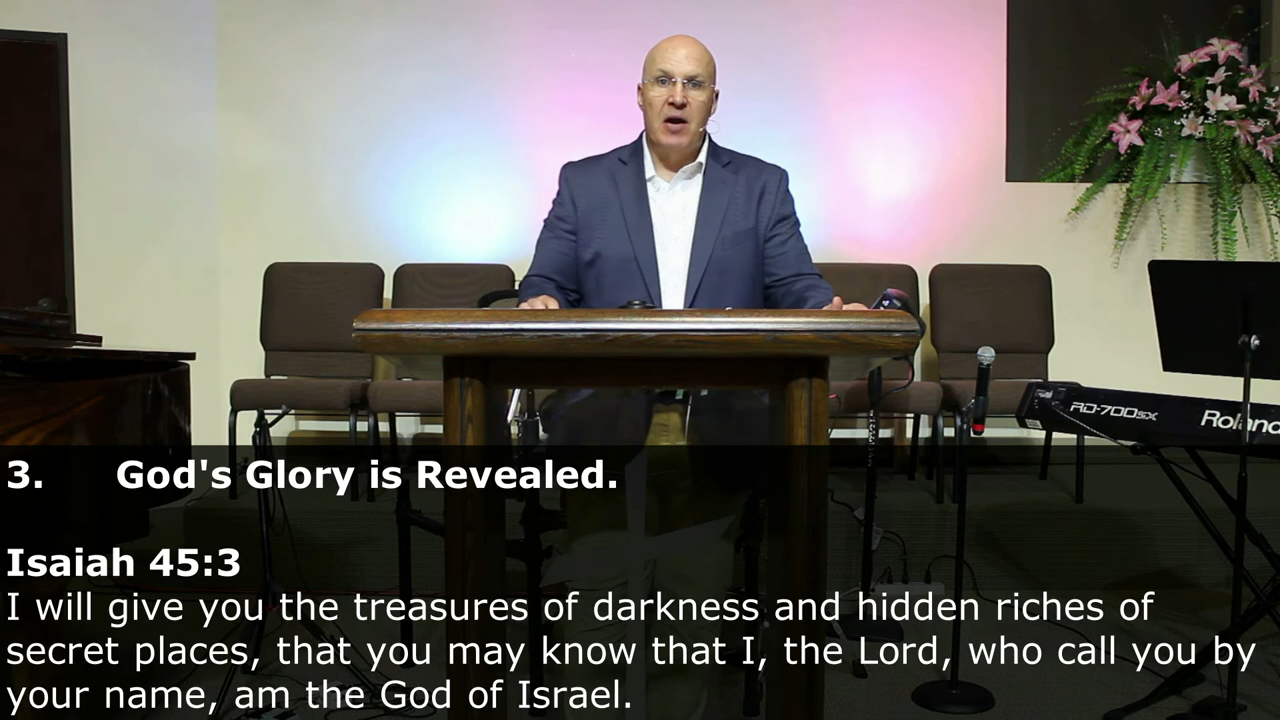 RD-700SX
Roland
3. God's Glory is Revealed.
Isaiah 45:3
I will give you the treasures of darkness and hidden riches of
secret places, that you may know that I, the Lord, who call you by
your name, am the God of Israel.